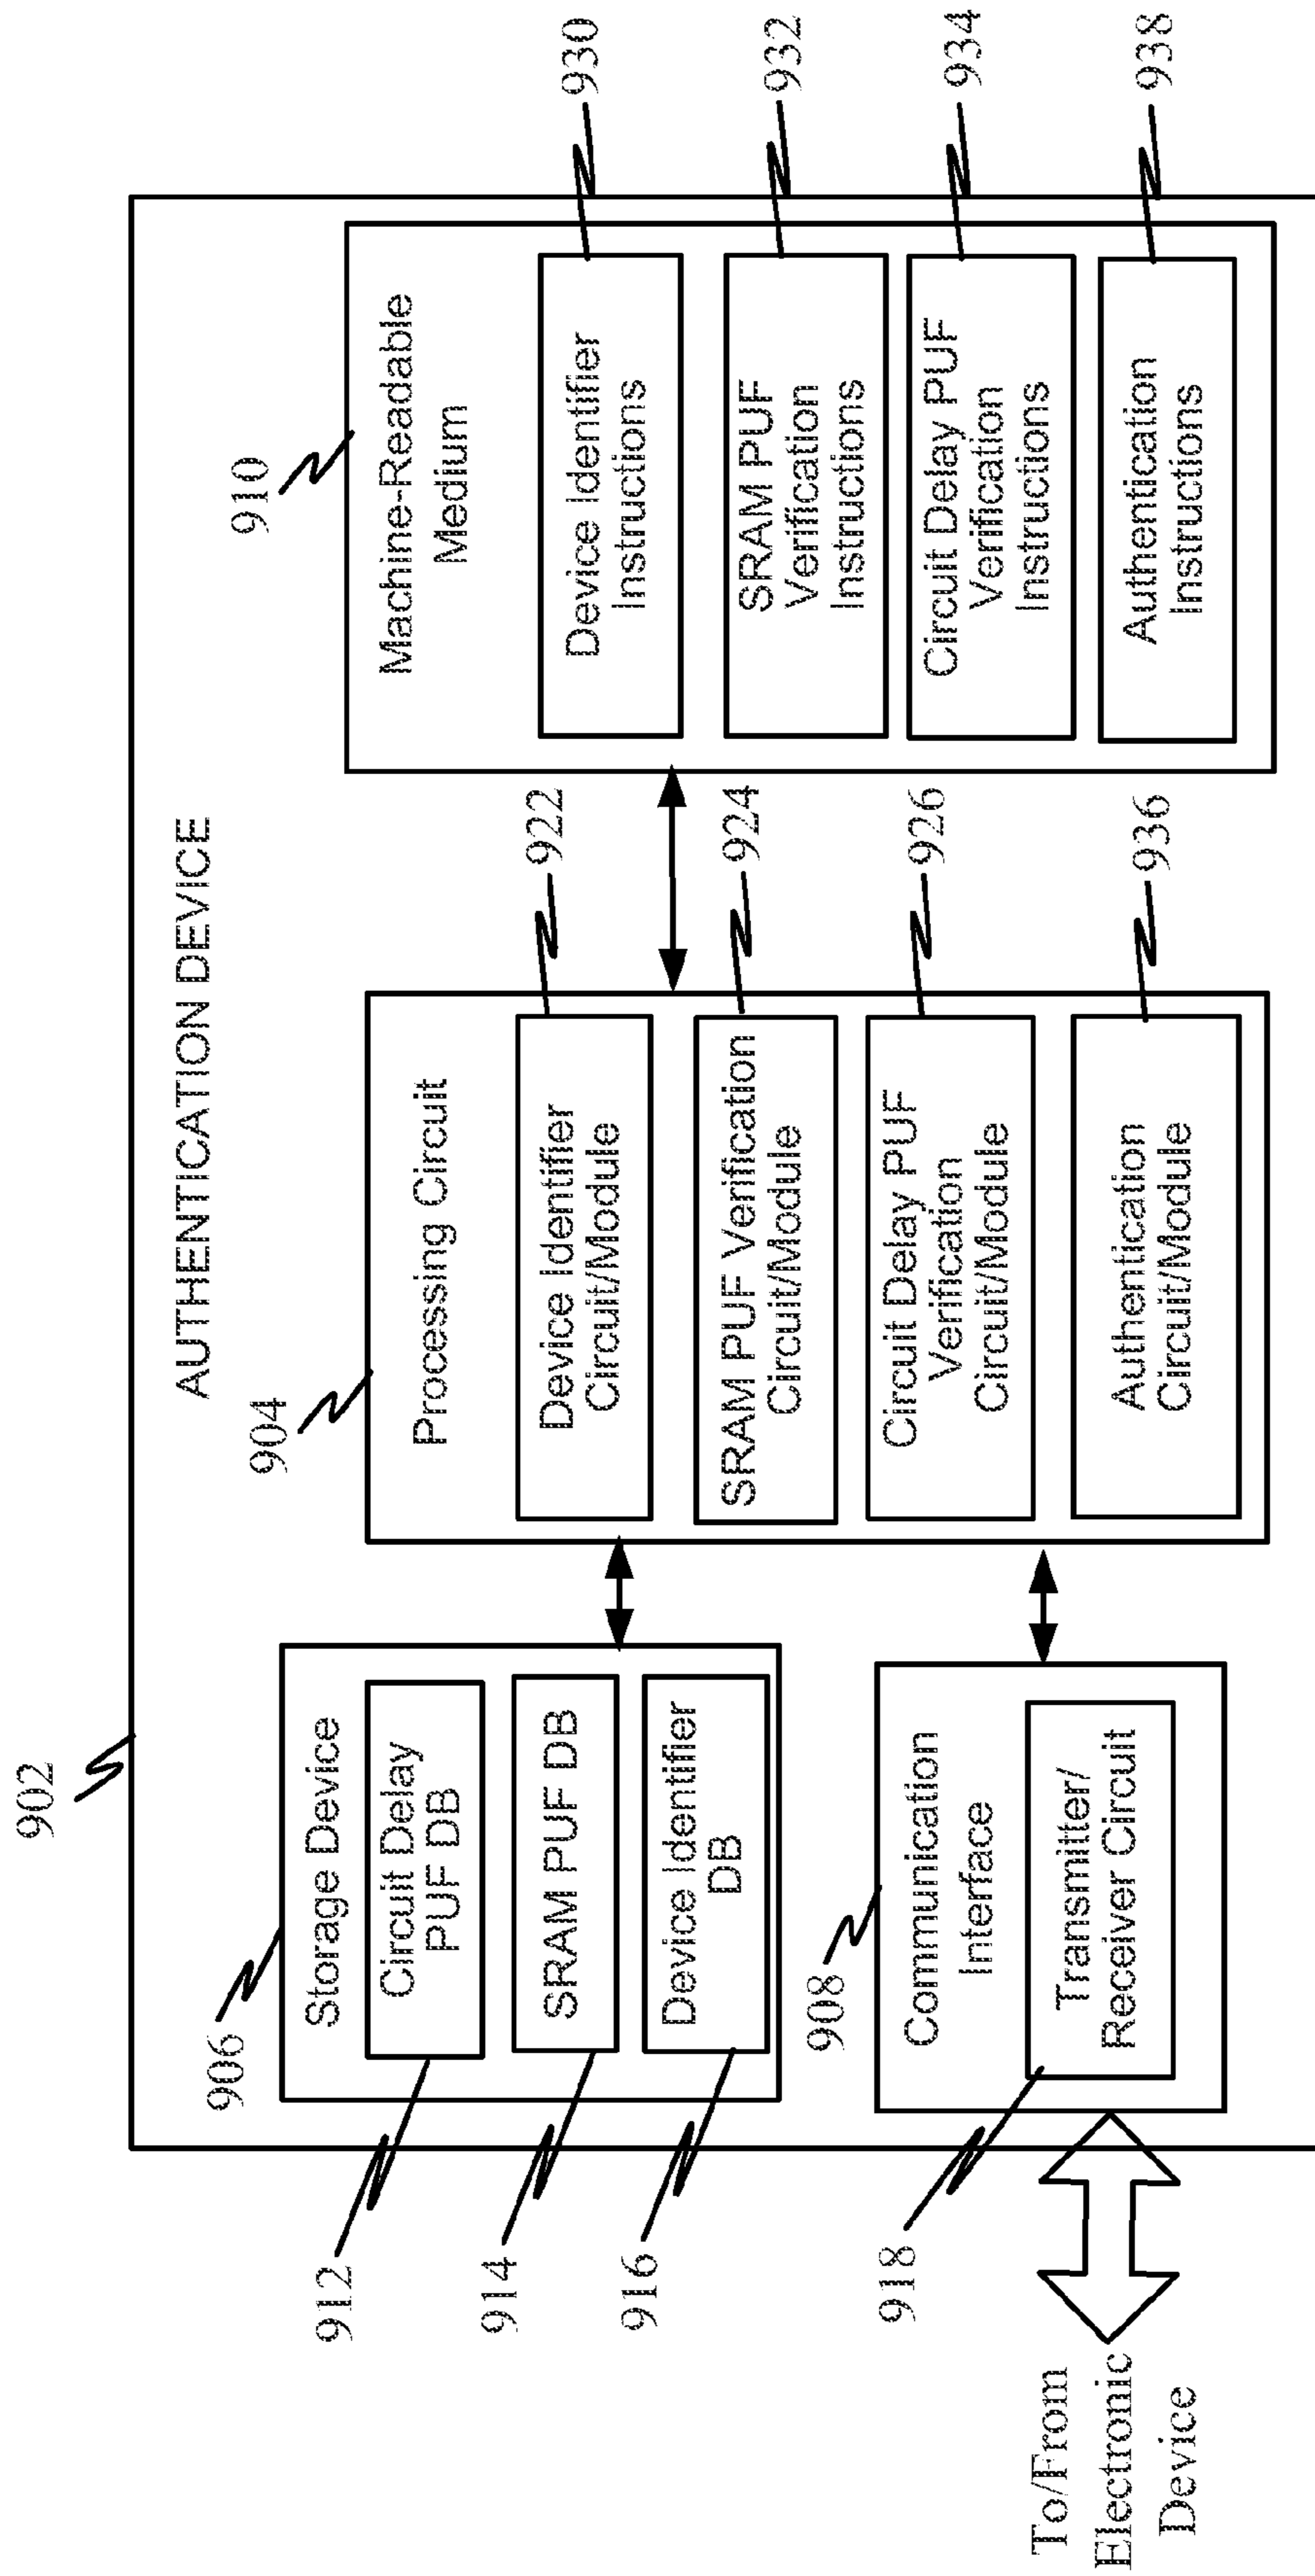 902
AUTHENTICATION DEVICE
906
Storage Device
Circuit Delay
PUF DB
SRAM PUF DB
Device Identifier
DB
912
914
916
908
Communication
Interface
Transmitter/
Receiver Circuit
918
To/From
Electronic
Device
904
Processing Circuit
Device Identifier
Circuit/Module
922
SRAM PUF Verification
Circuit/Module
924
Circuit Delay PUF
Verification
Circuit/Module
926
Authentication
Circuit/Module
936
910
Machine-Readable
Medium
Device Identifier
Instructions
930
SRAM PUF
Verification
Instructions
932
Circuit Delay PUF
Verification
Instructions
934
Authentication
Instructions
938